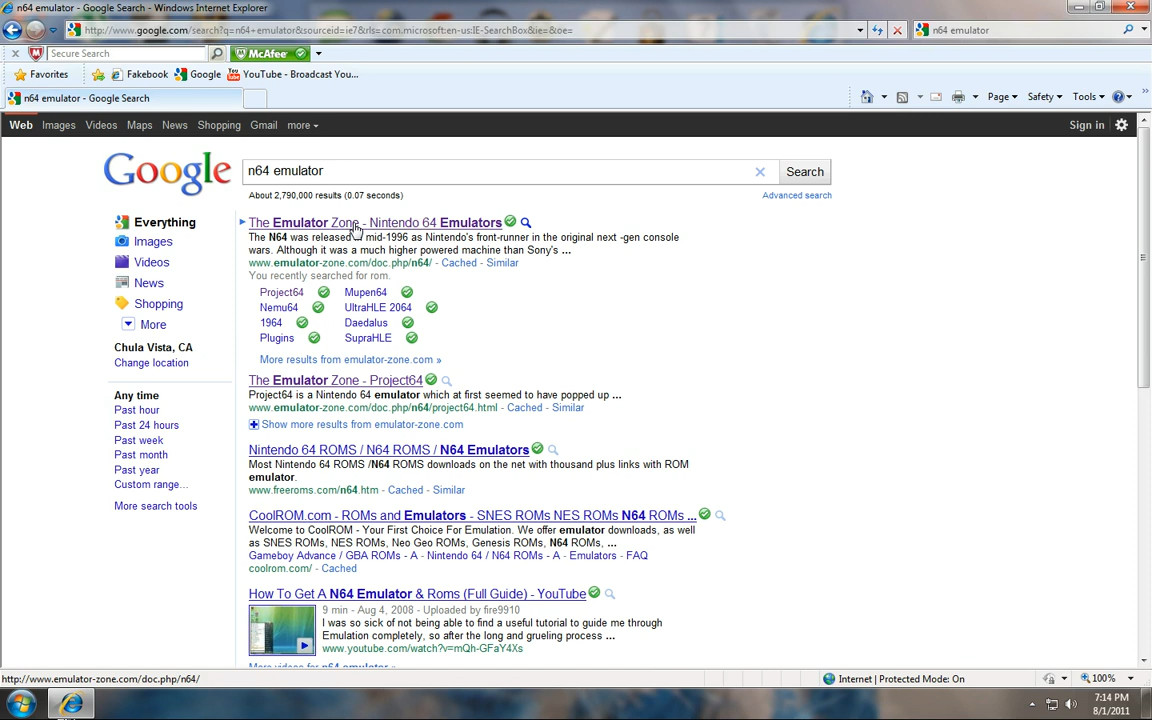 n64 emulator - Google Search - Windows Internet Explorer
http://www.google.com/search?q=n64+emulator&sourceid=ie7&rls=com.microsoft:en-us:IE-SearchBox&ie=&oe=
n64 emulator
Secure Search
McAfee
Favorites
Fakebook
Google
YouTube - Broadcast You...
n64 emulator - Google Search
Page
Safety
Tools
Web
Images
Videos
Maps
News
Shopping
Gmail
more
Sign in
Google
n64 emulator
Search
About 2,790,000 results (0.07 seconds)
Advanced search
Everything
Images
Videos
News
Shopping
More
Chula Vista, CA
Change location
Any time
Past hour
Past 24 hours
Past week
Past month
Past year
Custom range...
More search tools
The Emulator Zone - Nintendo 64 Emulators
The N64 was released mid-1996 as Nintendo's front-runner in the original next -gen console
wars. Although it was a much higher powered machine than Sony's ...
www.emulator-zone.com/doc.php/n64/ - Cached - Similar
You recently searched for rom.
Project64
Mupen64
Nemu64
UltraHLE 2064
1964
Daedalus
Plugins
SupraHLE
More results from emulator-zone.com »
The Emulator Zone - Project64
Project64 is a Nintendo 64 emulator which at first seemed to have popped up ...
www.emulator-zone.com/doc.php/n64/project64.html - Cached - Similar
Show more results from emulator-zone.com
Nintendo 64 ROMS / N64 ROMS / N64 Emulators
Most Nintendo 64 ROMS /N64 ROMS downloads on the net with thousand plus links with ROM
emulator.
www.freeroms.com/n64.htm - Cached - Similar
CoolROM.com - ROMs and Emulators - SNES ROMs NES ROMs N64 ROMs ...
Welcome to CoolROM - Your First Choice For Emulation. We offer emulator downloads, as well
as SNES ROMs, NES ROMs, Neo Geo ROMs, Genesis ROMs, N64 ROMs, ...
Gameboy Advance / GBA ROMs - A - Nintendo 64 / N64 ROMs - A - Emulators - FAQ
coolrom.com/ - Cached
How To Get A N64 Emulator & Roms (Full Guide) - YouTube
9 min - Aug 4, 2008 - Uploaded by fire9910
I was so sick of not being able to find a useful tutorial to guide me through
Emulation completely, so after the long and grueling process ...
www.youtube.com/watch?v=mQh-GFaY4Xs
More videos for n64 emulator »
http://www.emulator-zone.com/doc.php/n64/
Internet | Protected Mode: On
100%
7:14 PM
8/1/2011